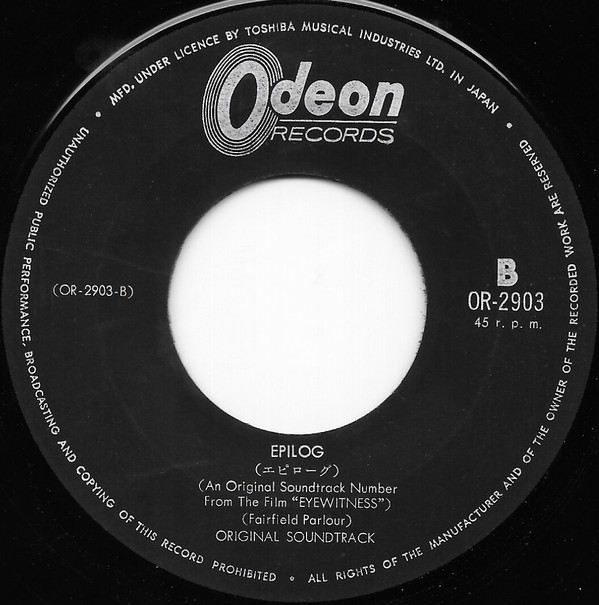 MFD. UNDER LICENCE BY TOSHIBA MUSICAL INDUSTRIES LTD. IN JAPAN
Odeon
RECORDS
(OR-2903-B)
B
OR-2903
45 r. p. m.
EPILOG
(エピローグ)
(An Original Soundtrack Number
From The Film "EYEWITNESS")
(Fairfield Parlour)
ORIGINAL SOUNDTRACK
UNAUTHORIZED PUBLIC PERFORMANCE, BROADCASTING AND COPYING OF THIS RECORD PROHIBITED • ALL RIGHTS OF THE MANUFACTURER AND OF THE OWNER OF THE RECORDED WORK ARE RESERVED